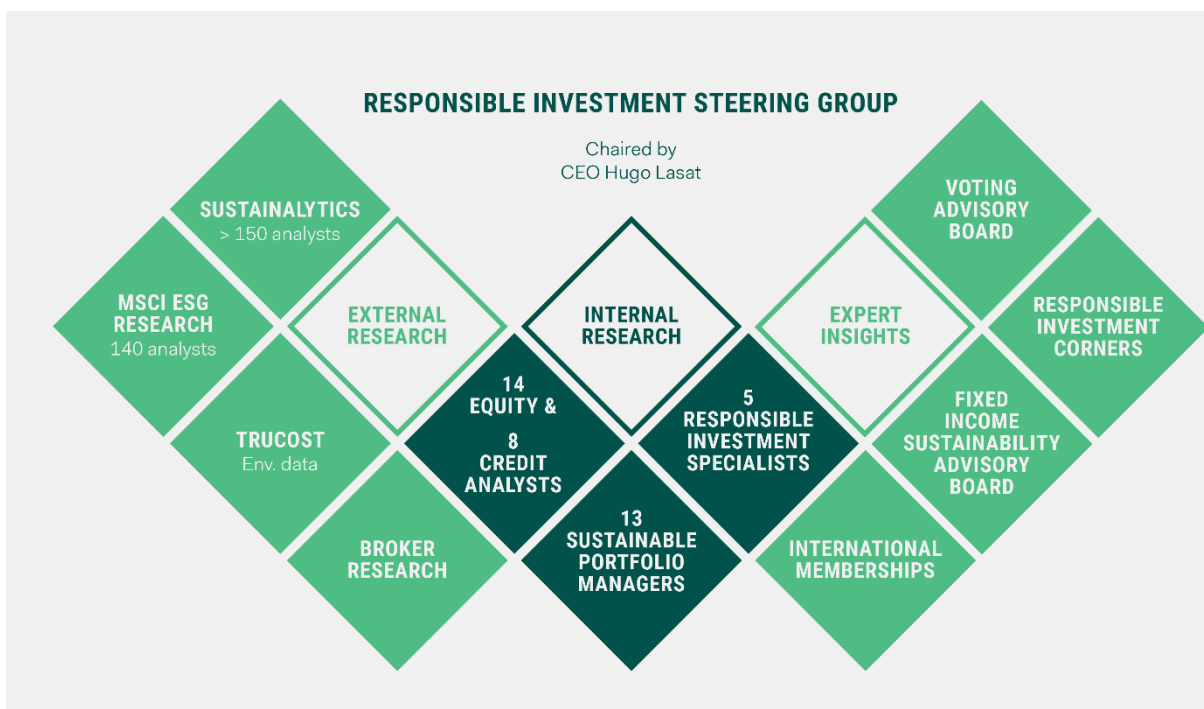 RESPONSIBLE INVESTMENT STEERING GROUP
Chaired by
CEO Hugo Lasat
SUSTAINALYTICS
> 150 analysts
MSCI ESG
RESEARCH
140 analysts
EXTERNAL
RESEARCH
TRUCOST
Env. data
BROKER
RESEARCH
INTERNAL
RESEARCH
14
EQUITY &
8
CREDIT
ANALYSTS
5
RESPONSIBLE
INVESTMENT
SPECIALISTS
13
SUSTAINABLE
PORTFOLIO
MANAGERS
EXPERT
INSIGHTS
VOTING
ADVISORY
BOARD
RESPONSIBLE
INVESTMENT
CORNERS
FIXED
INCOME
SUSTAINABILITY
ADVISORY
BOARD
INTERNATIONAL
MEMBERSHIPS